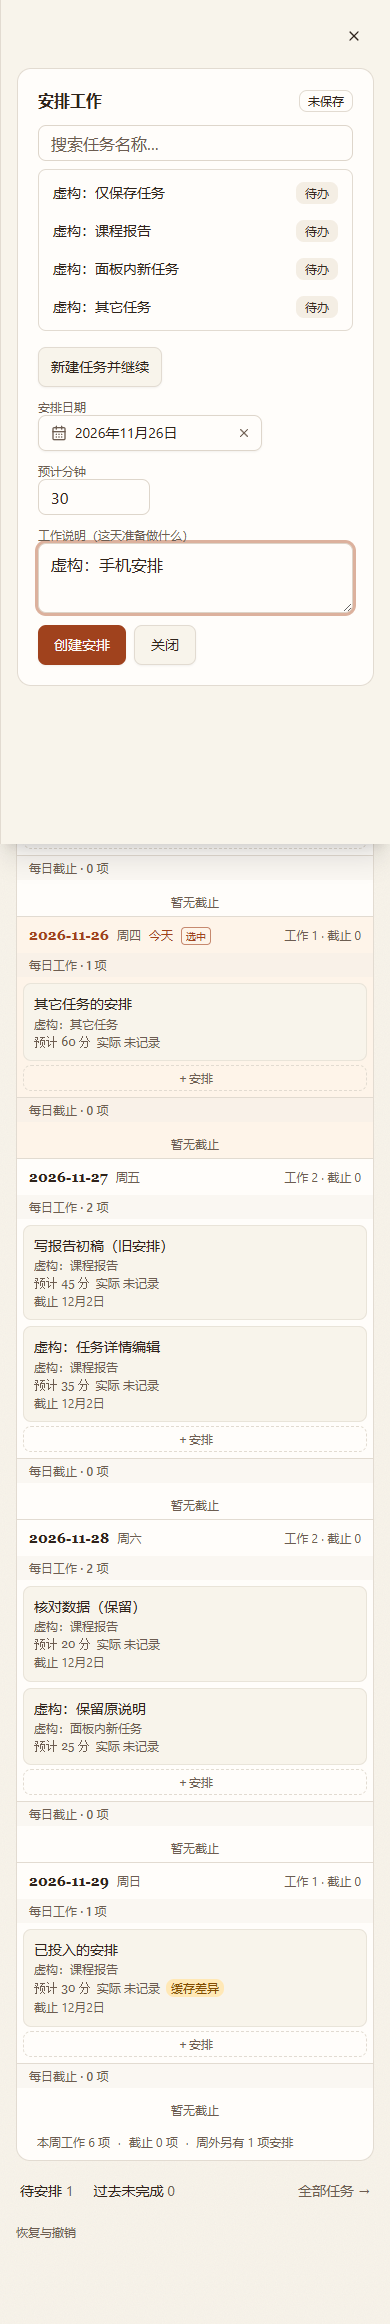 安排工作 未保存
搜索任务名称...
虚构：仅保存任务 待办
虚构：课程报告 待办
虚构：面板内新任务 待办
虚构：其它任务 待办
新建任务并继续
安排日期
2026年11月26日
预计分钟
30
工作说明（这天准备做什么）
虚构：手机安排
创建安排 关闭
每日截止 · 0 项
暂无截止
2026-11-26 周四 今天 选中 工作 1 · 截止 0
每日工作 · 1 项
其它任务的安排
虚构：其它任务
预计 60 分 实际 未记录
+ 安排
每日截止 · 0 项
暂无截止
2026-11-27 周五 工作 2 · 截止 0
每日工作 · 2 项
写报告初稿（旧安排）
虚构：课程报告
预计 45 分 实际 未记录
截止 12月2日
虚构：任务详情编辑
虚构：课程报告
预计 35 分 实际 未记录
截止 12月2日
+ 安排
每日截止 · 0 项
暂无截止
2026-11-28 周六 工作 2 · 截止 0
每日工作 · 2 项
核对数据（保留）
虚构：课程报告
预计 20 分 实际 未记录
截止 12月2日
虚构：保留原说明
虚构：面板内新任务
预计 25 分 实际 未记录
+ 安排
每日截止 · 0 项
暂无截止
2026-11-29 周日 工作 1 · 截止 0
每日工作 · 1 项
已投入的安排
虚构：课程报告
预计 30 分 实际 未记录 缓存差异
截止 12月2日
+ 安排
每日截止 · 0 项
暂无截止
本周工作 6 项 · 截止 0 项 · 周外另有 1 项安排
待安排 1 过去未完成 0 全部任务 →
恢复与撤销